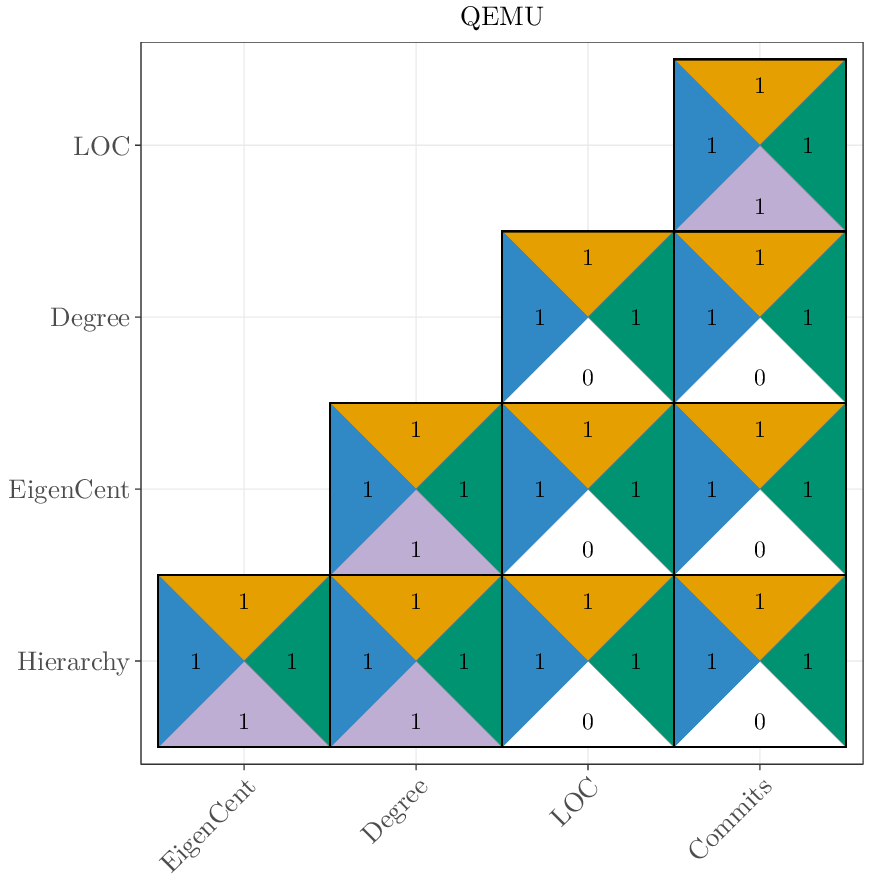 QEMU
LOC
1
1 1
1
Degree
1 1
1 1 1 1
0 0
EigenCent
1 1 1
1 1 1 1 1 1
1 0 0
Hierarchy
1 1 1 1
1 1 1 1 1 1 1 1
1 1 0 0
EigenCent Degree LOC Commits